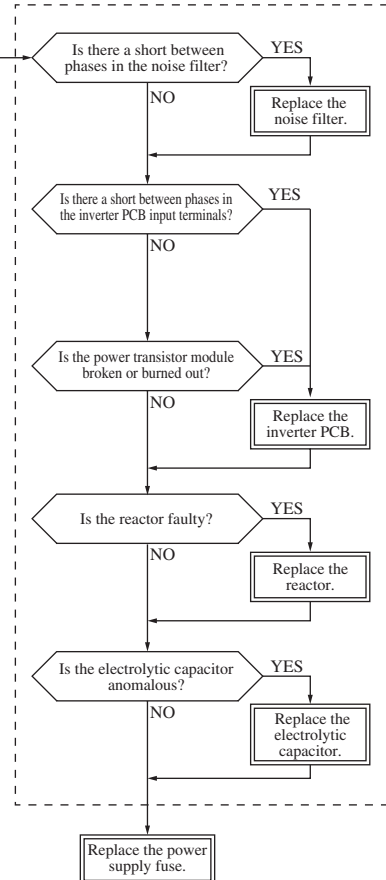 Is there a short between
phases in the noise filter?
YES
NO
Replace the
noise filter.
Is there a short between phases in
the inverter PCB input terminals?
YES
NO
Is the power transistor module
broken or burned out?
YES
NO
Replace the
inverter PCB.
Is the reactor faulty?
YES
NO
Replace the
reactor.
Is the electrolytic capacitor
anomalous?
YES
NO
Replace the
electrolytic
capacitor.
Replace the power
supply fuse.